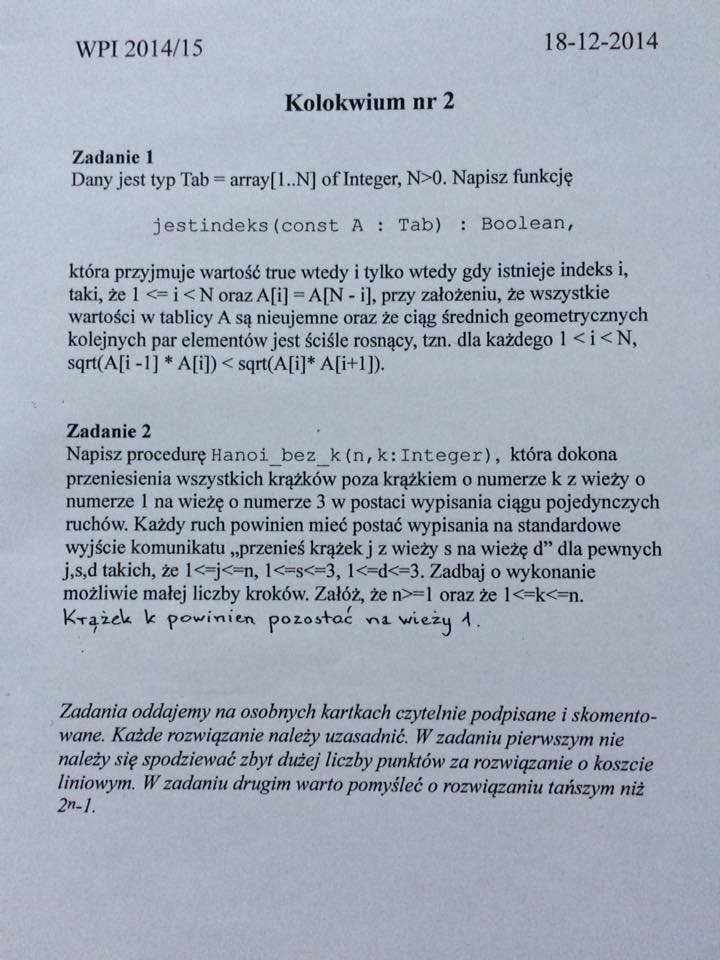 WPI 2014/15
18-12-2014
Kolokwium nr 2
Zadanie 1
Dany jest typ Tab = array[1..N] of Integer, N>0. Napisz funkcję
jestindeks(const A : Tab) : Boolean,
która przyjmuje wartość true wtedy i tylko wtedy gdy istnieje indeks i,
taki, że 1 <= i < N oraz A[i] = A[N - i], przy założeniu, że wszystkie
wartości w tablicy A są nieujemne oraz że ciąg średnich geometrycznych
kolejnych par elementów jest ściśle rosnący, tzn. dla każdego 1 < i < N,
sqrt(A[i -1] * A[i]) < sqrt(A[i]* A[i+1]).
Zadanie 2
Napisz procedurę Hanoi_bez_k(n,k:Integer), która dokona
przeniesienia wszystkich krążków poza krążkiem o numerze k z wieży o
numerze 1 na wieżę o numerze 3 w postaci wypisania ciągu pojedynczych
ruchów. Każdy ruch powinien mieć postać wypisania na standardowe
wyjście komunikatu „przenieś krążek j z wieży s na wieżę d” dla pewnych
j,s,d takich, że 1<=j<=n, 1<=s<=3, 1<=d<=3. Zadbaj o wykonanie
możliwie małej liczby kroków. Załóż, że n>=1 oraz że 1<=k<=n.
Krążek k powinien pozostać na wieży 1.
Zadania oddajemy na osobnych kartkach czytelnie podpisane i skomento-
wane. Każde rozwiązanie należy uzasadnić. W zadaniu pierwszym nie
należy się spodziewać zbyt dużej liczby punktów za rozwiązanie o koszcie
liniowym. W zadaniu drugim warto pomyśleć o rozwiązaniu tańszym niż
2ⁿ-1.